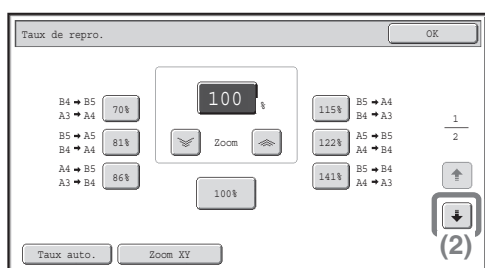 Taux de repro.
OK
B4 → B5
A3 → A4
70%
B5 → A5
B4 → A4
81%
A4 → B5
A3 → B4
86%
100 %
Zoom
100%
115%
B5 → A4
B4 → A3
122%
A5 → B5
A4 → B4
141%
B5 → B4
A4 → A3
1
2
(2)
Taux auto.
Zoom XY